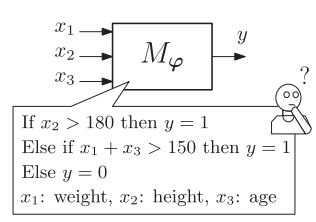 x₁
x₂
x₃
M_φ
y
?
If x₂ > 180 then y = 1
Else if x₁ + x₃ > 150 then y = 1
Else y = 0
x₁: weight, x₂: height, x₃: age